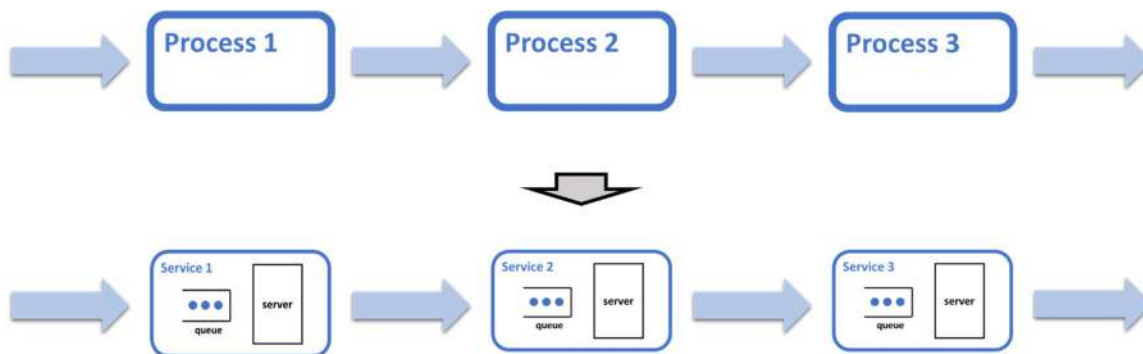 Process 1
Process 2
Process 3
Service 1
server
queue
Service 2
server
queue
Service 3
server
queue